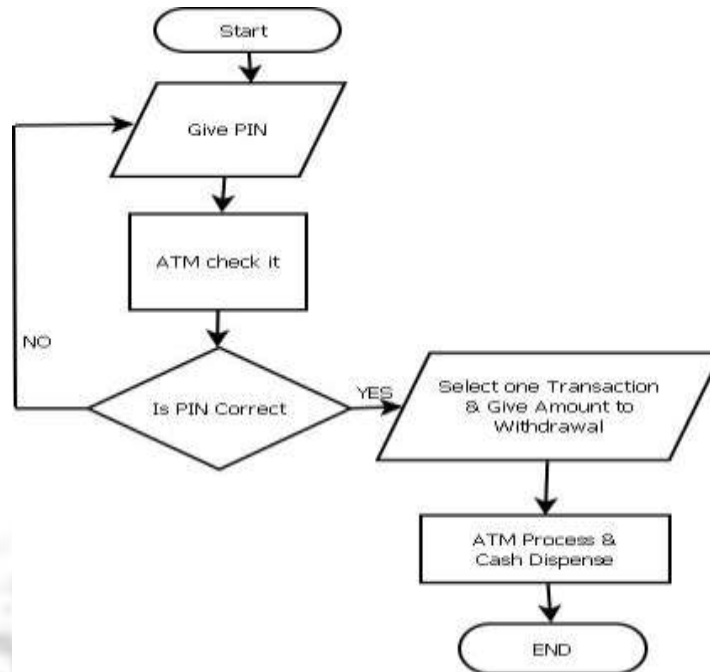 Start
Give PIN
ATM check it
NO
Is PIN Correct
YES
Select one Transaction
& Give Amount to
Withdrawal
ATM Process &
Cash Dispense
END